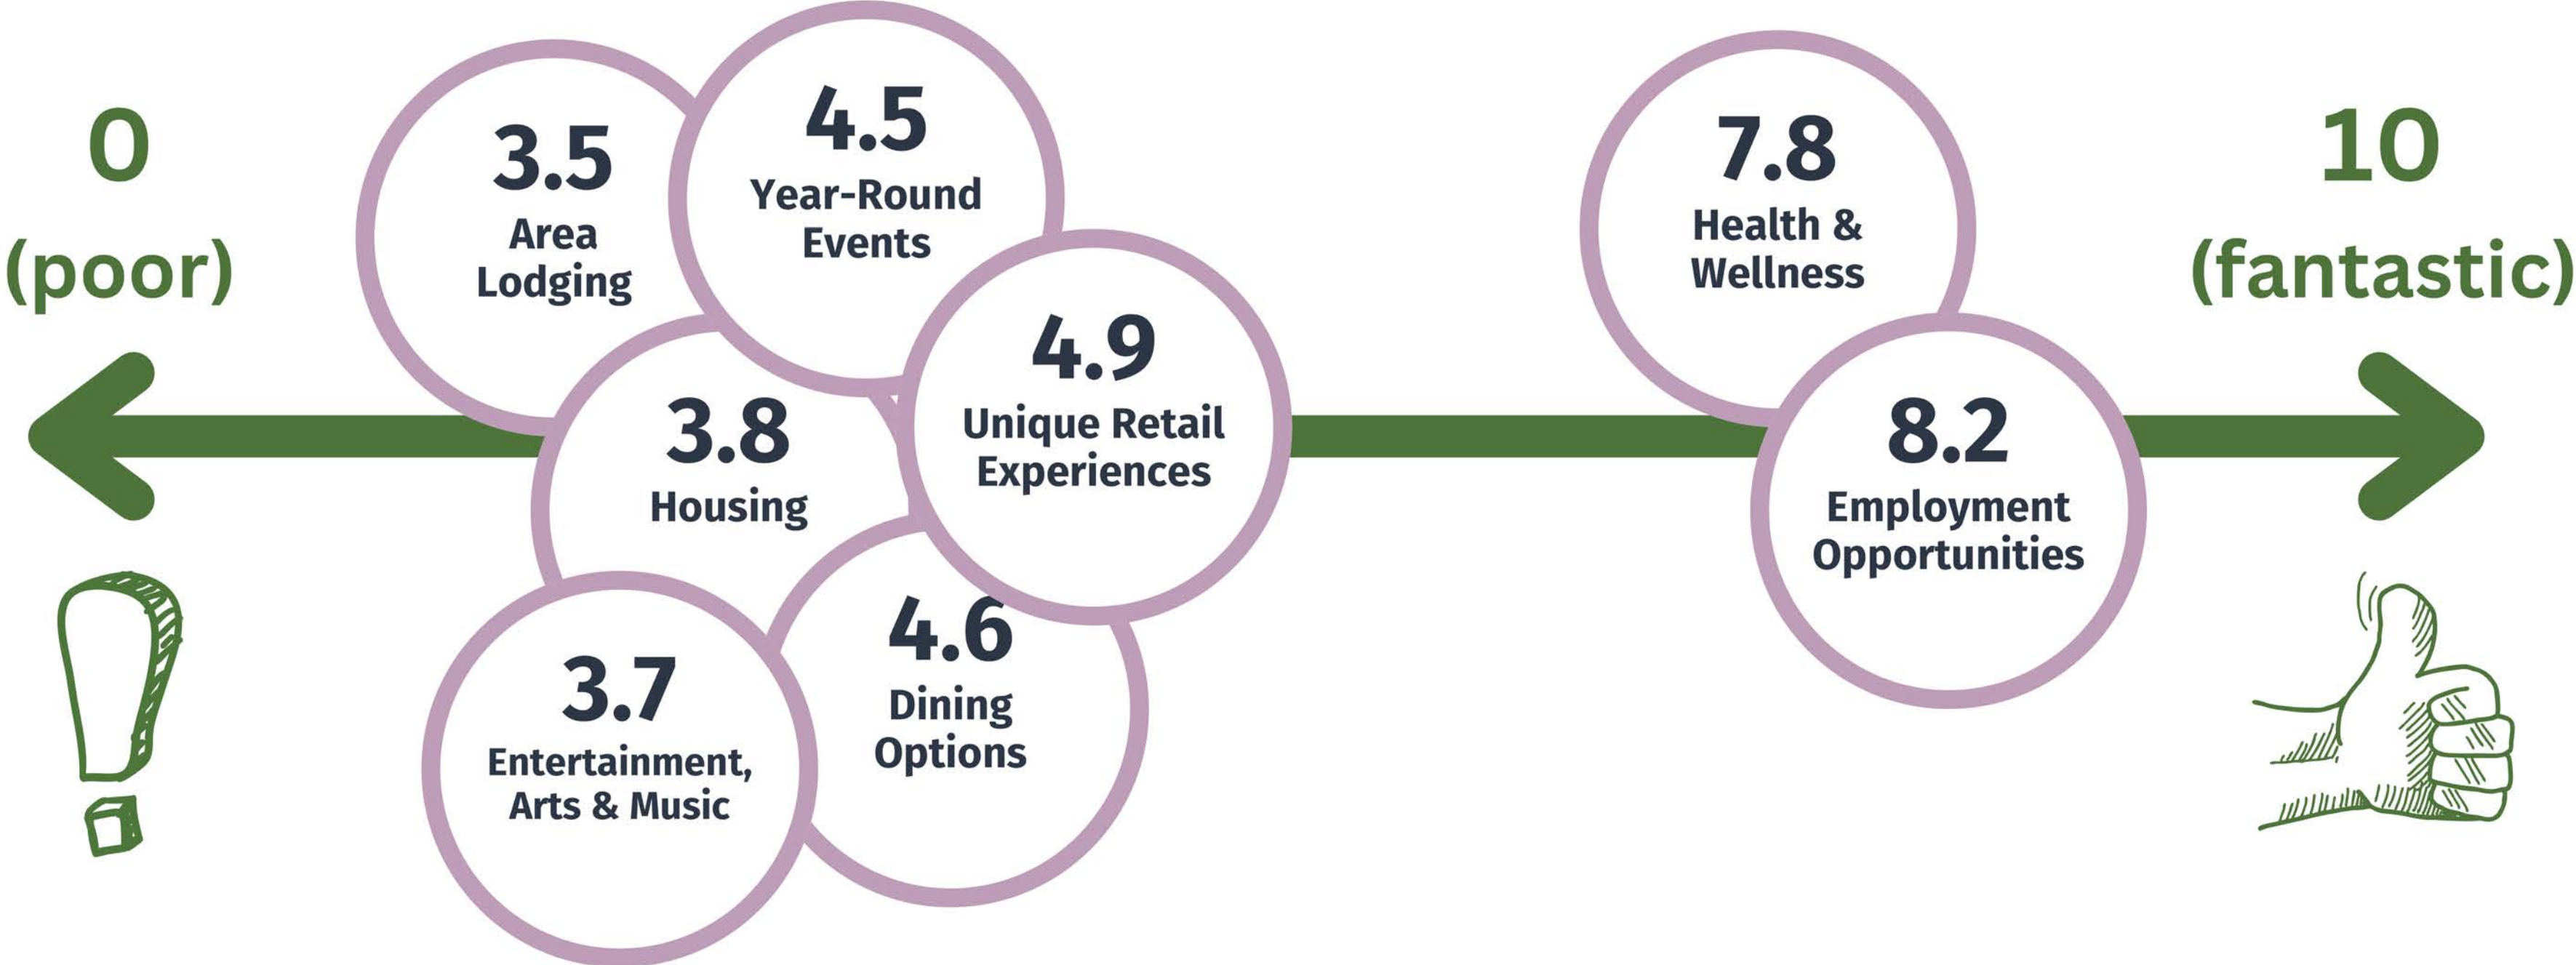 0
(poor)
3.5
Area
Lodging
4.5
Year-Round
Events
3.8
Housing
4.9
Unique Retail
Experiences
3.7
Entertainment,
Arts & Music
4.6
Dining
Options
7.8
Health &
Wellness
8.2
Employment
Opportunities
10
(fantastic)